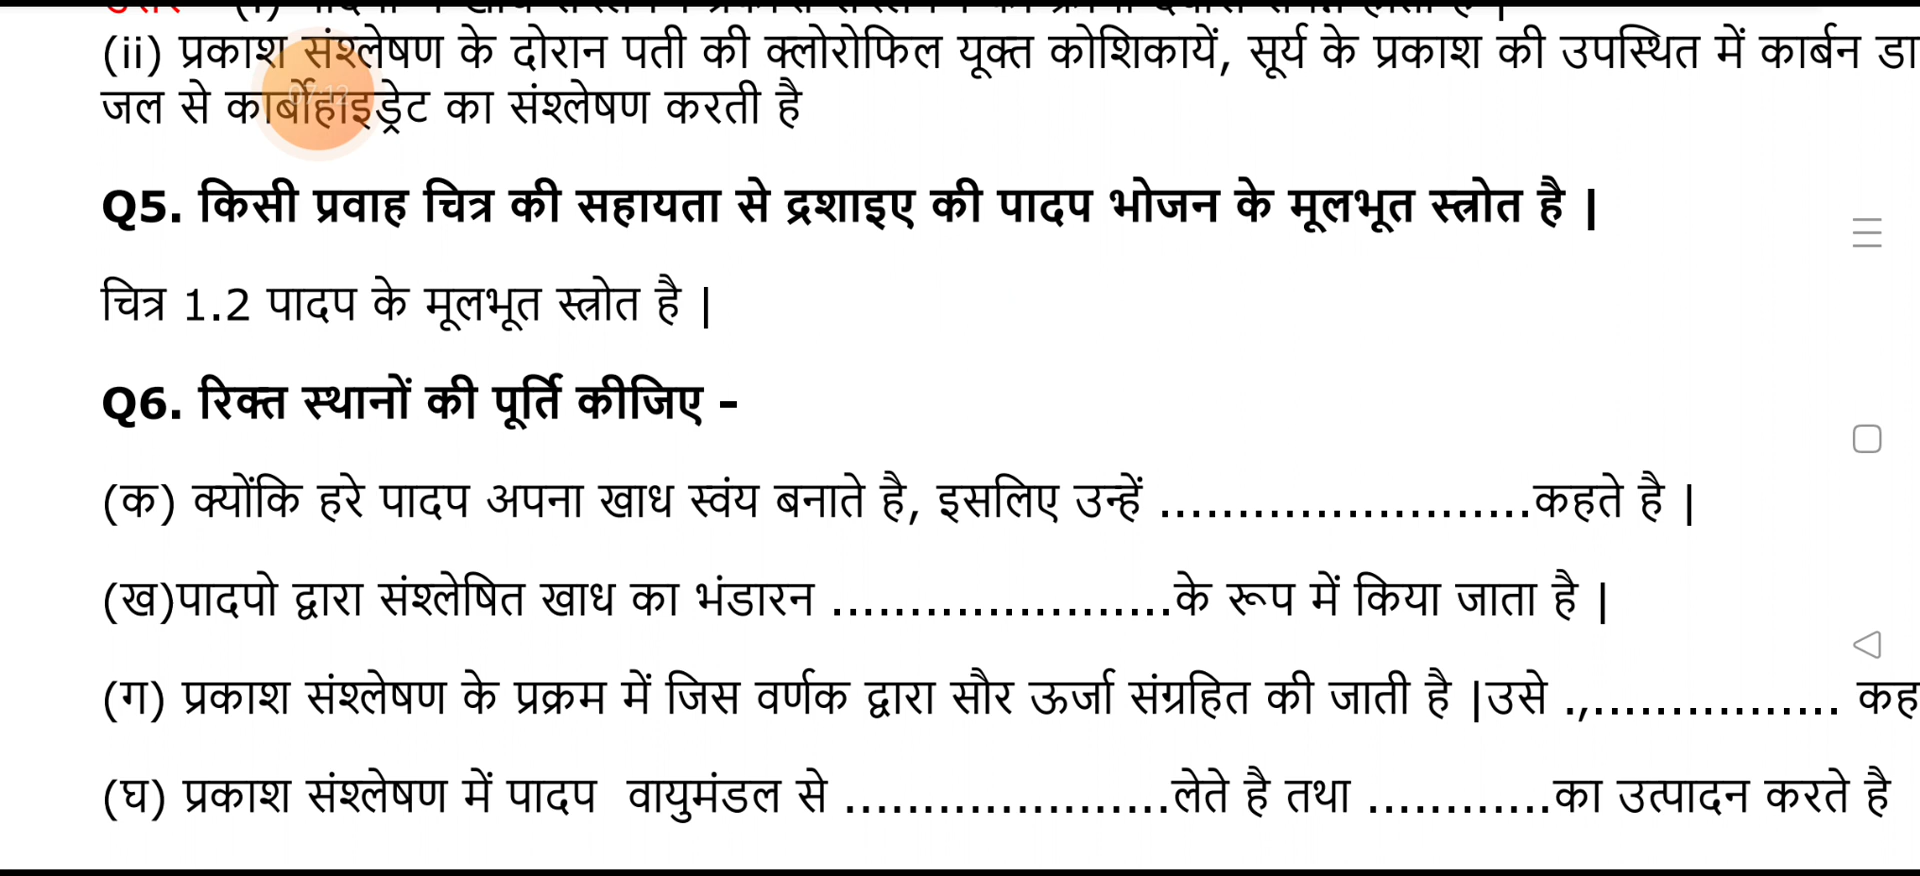 (ii) प्रकाश संश्लेषण के दोरान पती की क्लोरोफिल यूक्त कोशिकायें, सूर्य के प्रकाश की उपस्थित में कार्बन डा
जल से कार्बोहाइड्रेट का संश्लेषण करती है
07:12
Q5. किसी प्रवाह चित्र की सहायता से द्रशाइए की पादप भोजन के मूलभूत स्त्रोत है |
चित्र 1.2 पादप के मूलभूत स्त्रोत है |
Q6. रिक्त स्थानों की पूर्ति कीजिए -
(क) क्योंकि हरे पादप अपना खाध स्वंय बनाते है, इसलिए उन्हें ........................कहते है |
(ख)पादपो द्वारा संश्लेषित खाध का भंडारन ......................के रूप में किया जाता है |
(ग) प्रकाश संश्लेषण के प्रक्रम में जिस वर्णक द्वारा सौर ऊर्जा संग्रहित की जाती है |उसे .,................ कह
(घ) प्रकाश संश्लेषण में पादप वायुमंडल से .....................लेते है तथा ............का उत्पादन करते है